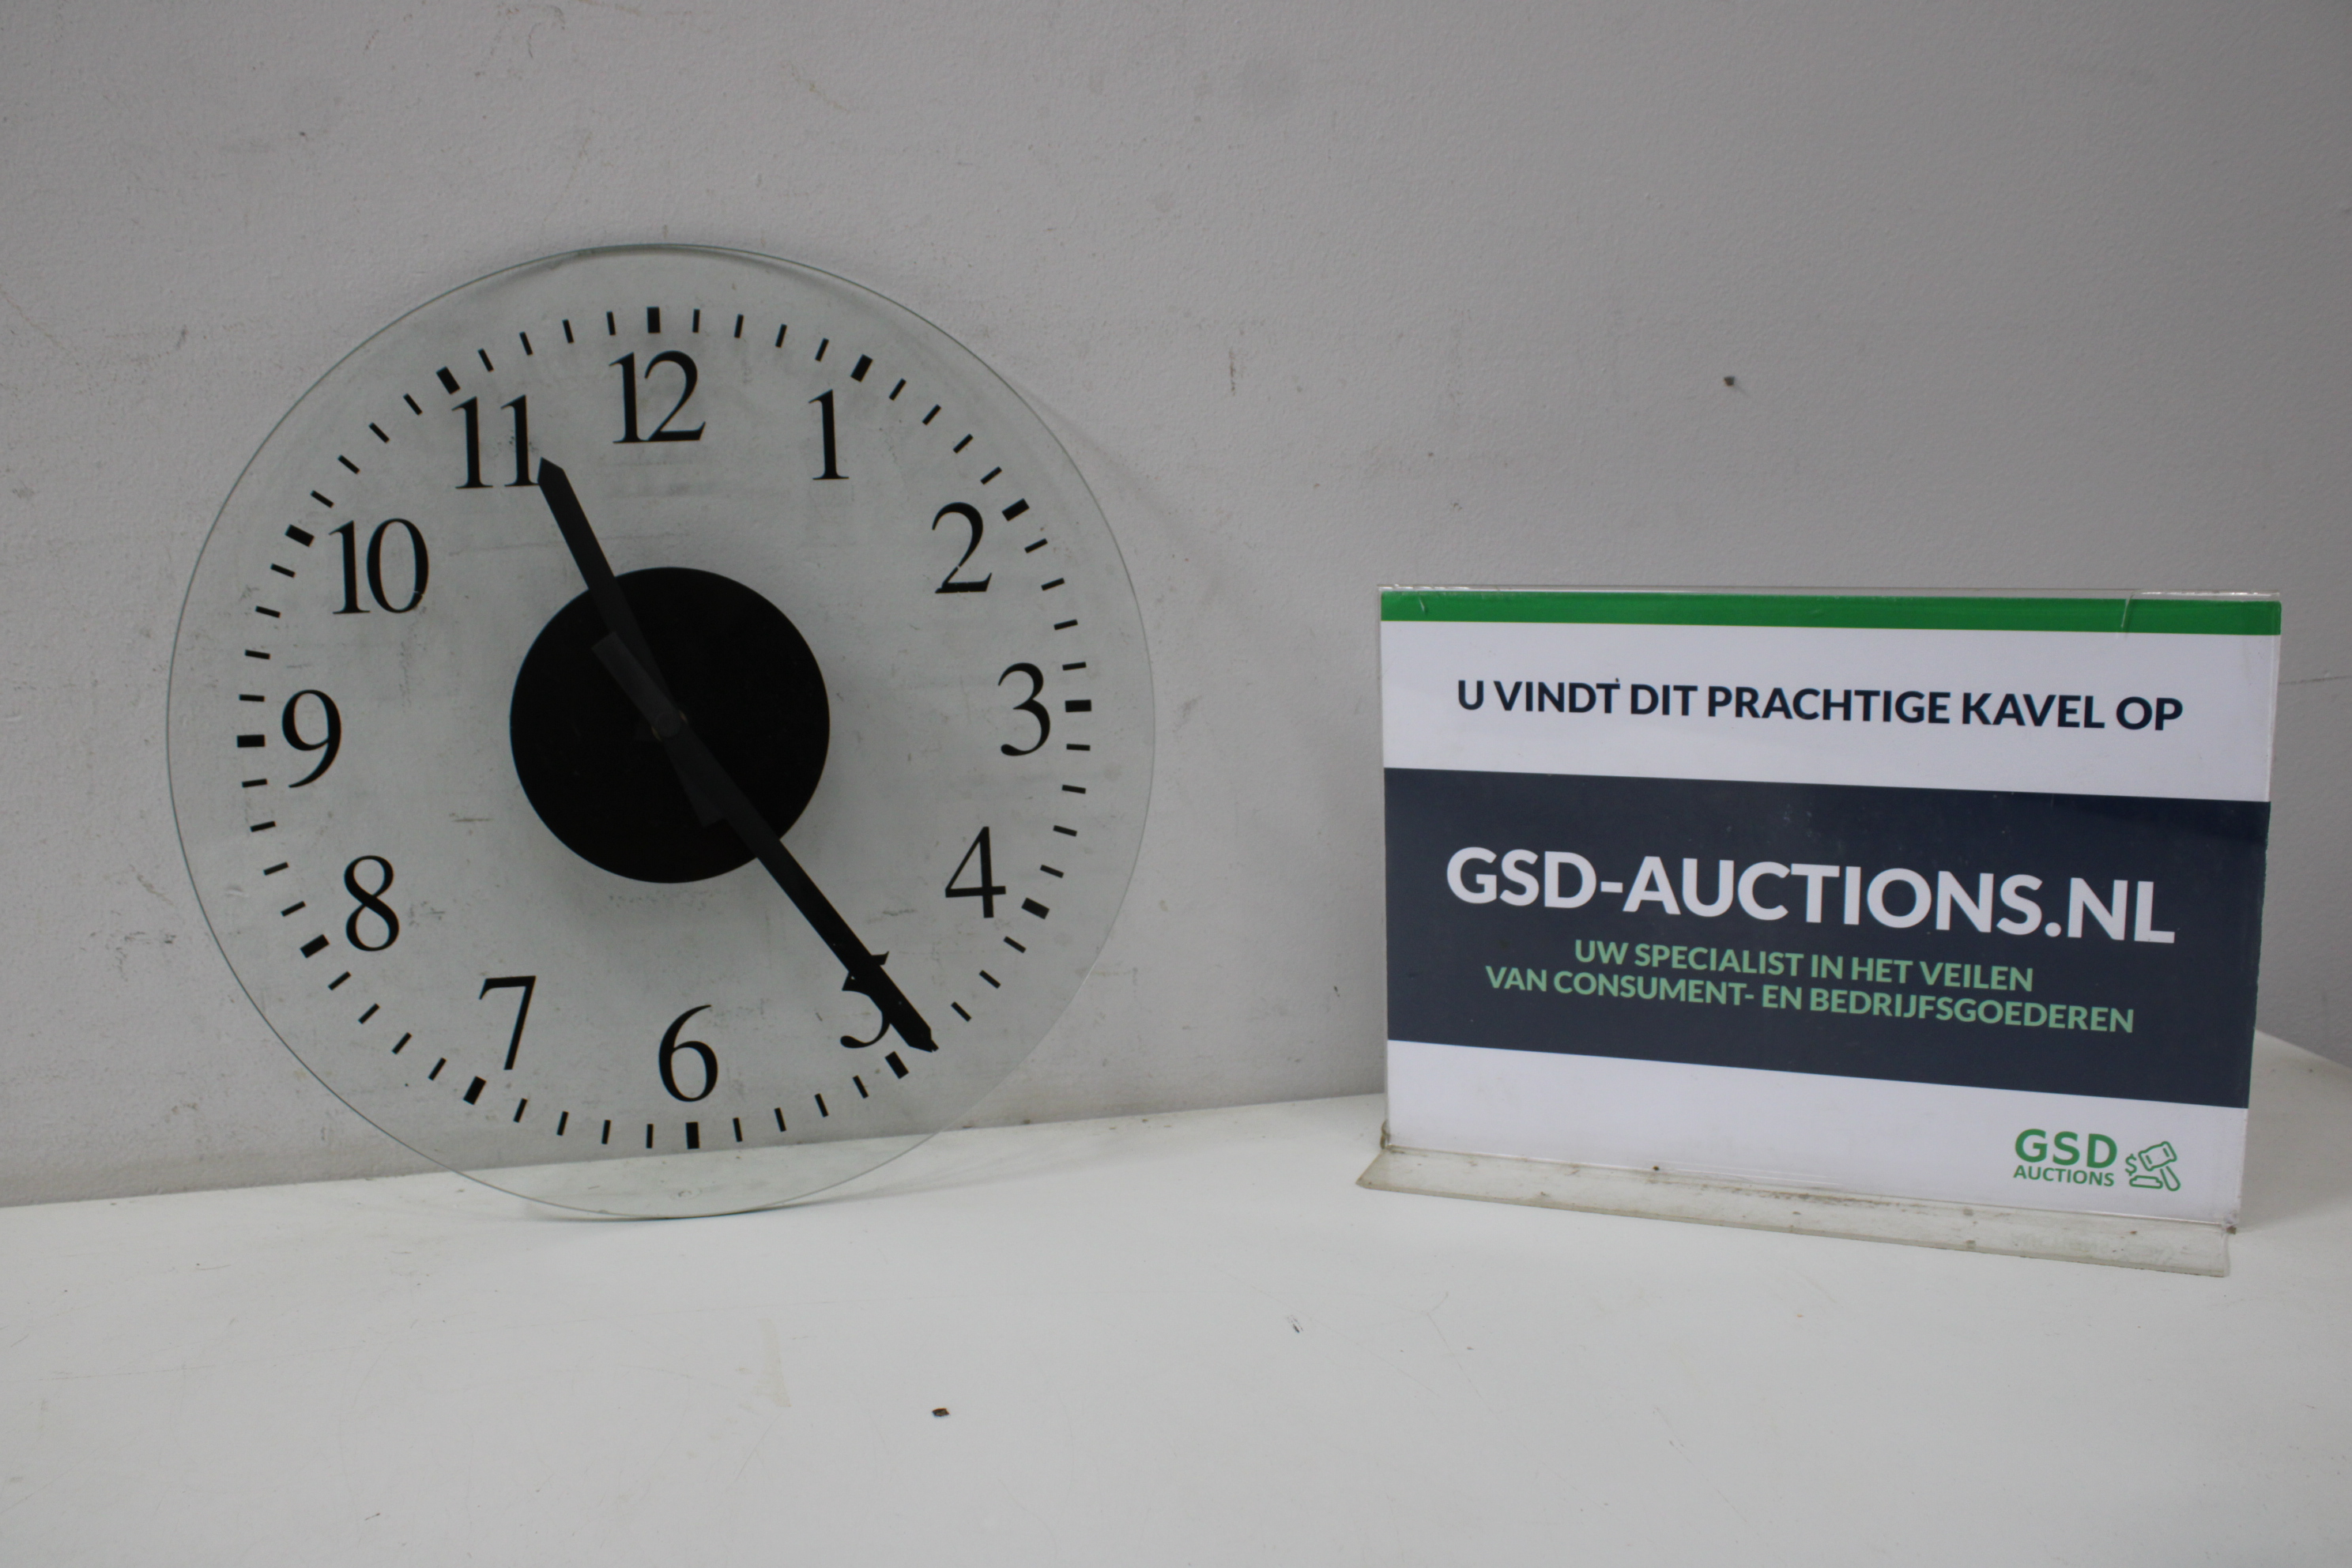 12
11
1
10
2
9
3
8
4
7
5
6
U VINDT DIT PRACHTIGE KAVEL OP
GSD-AUCTIONS.NL
UW SPECIALIST IN HET VEILEN
VAN CONSUMENT- EN BEDRIJFSGOEDEREN
GSD
AUCTIONS